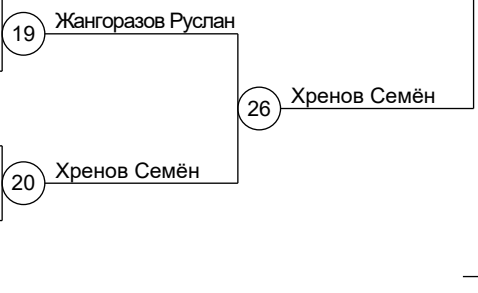 Жангоразов Руслан
19
Хренов Семён
26
Хренов Семён
20